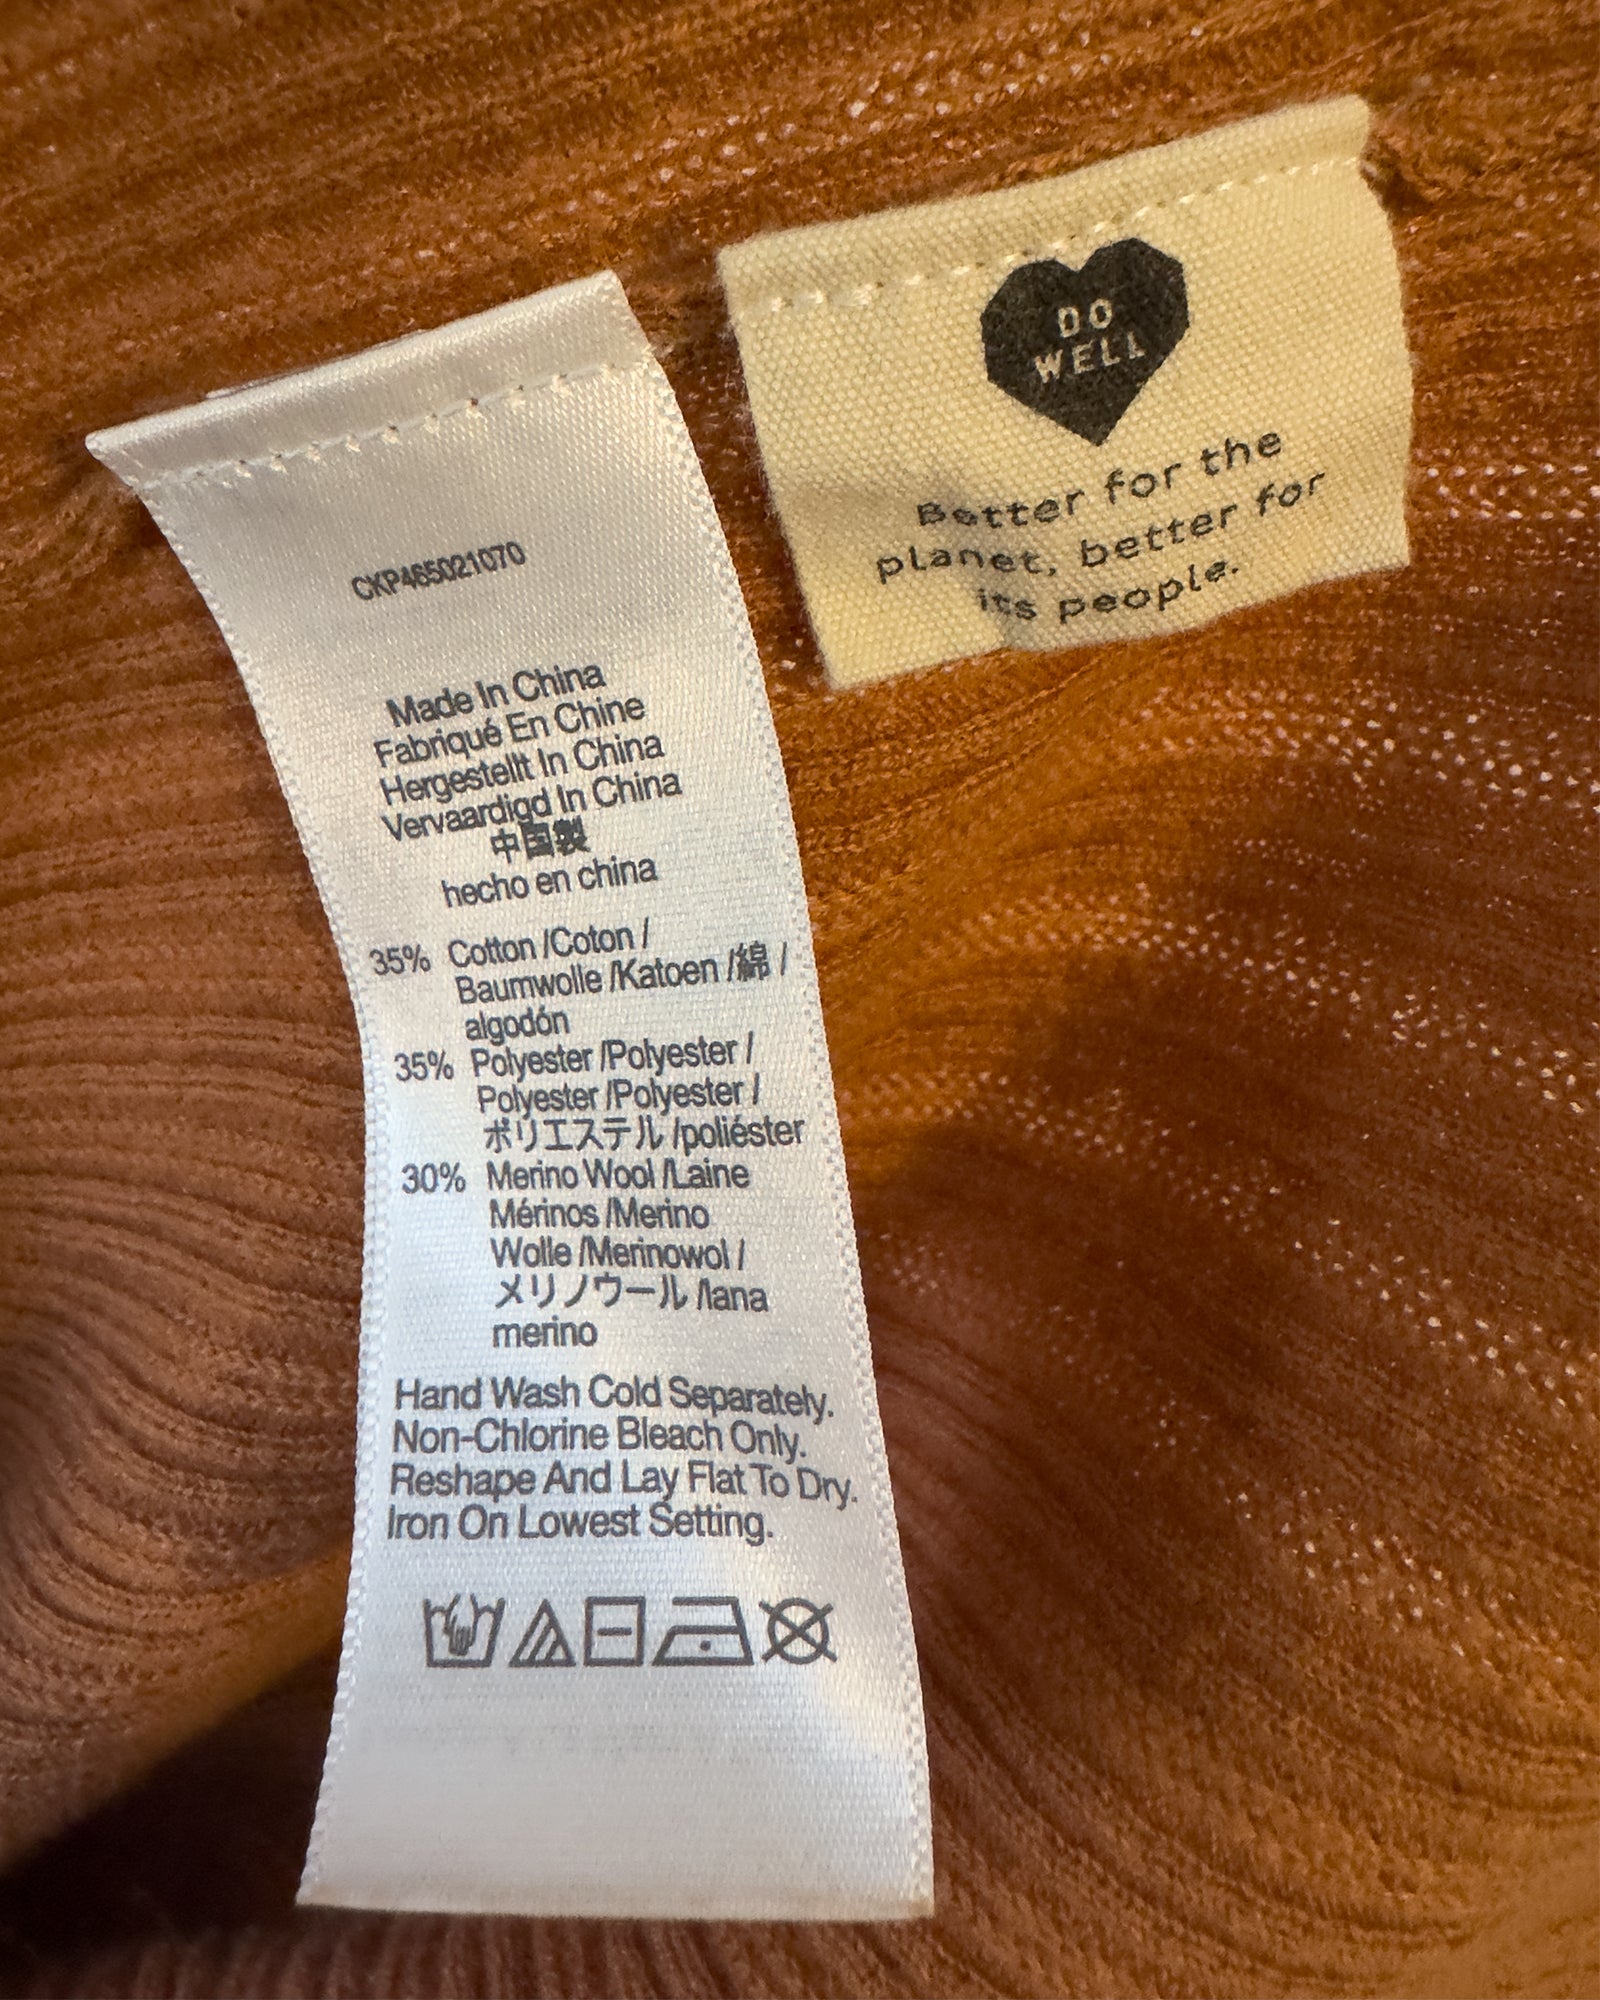 CKP465021070
Made In China
Fabriqué En Chine
Hergestellt In China
Vervaardigd In China
中国製
hecho en china
35% Cotton /Coton /
Baumwolle /Katoen /綿 /
algodón
35% Polyester /Polyester /
Polyester /Polyester /
ポリエステル /poliéster
30% Merino Wool /Laine
Mérinos /Merino
Wolle /Merinowol /
メリノウール /lana
merino
Hand Wash Cold Separately.
Non-Chlorine Bleach Only.
Reshape And Lay Flat To Dry.
Iron On Lowest Setting.
DO
WELL
Better for the
planet, better for
its people.